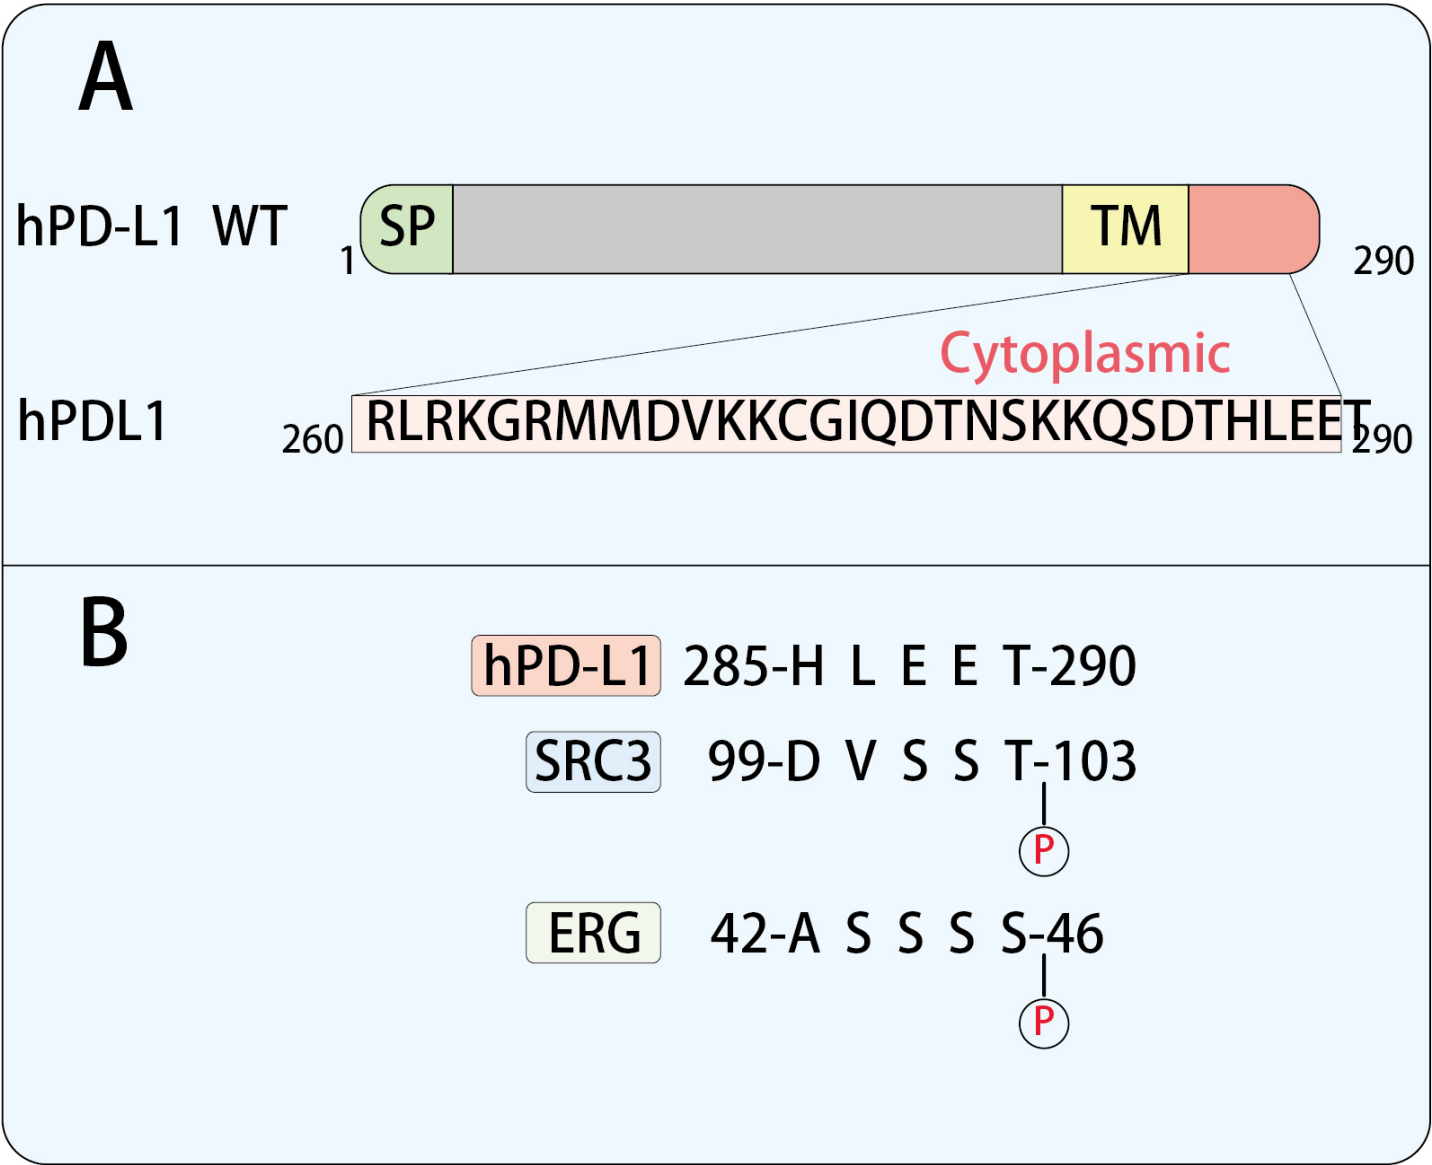 A
hPD-L1 WT
SP
TM
1
290
Cytoplasmic
hPDL1
260
RLRKGRMMDVKKCGIQDTNSKKQSDTHLEET
290
B
hPD-L1 285-H L E E T-290
SRC3 99-D V S S T-103
P
ERG 42-A S S S S-46
P